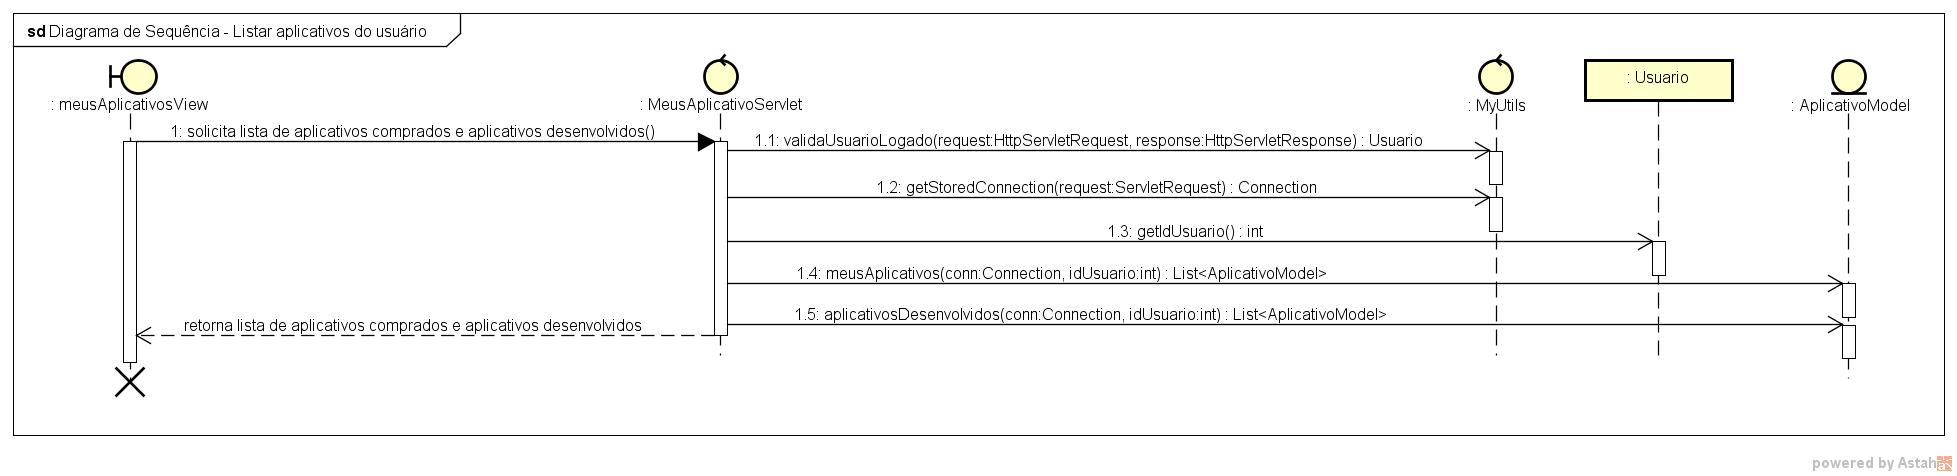 sd Diagrama de Sequência - Listar aplicativos do usuário
: meusAplicativosView
: MeusAplicativoServlet
: MyUtils
: Usuario
: AplicativoModel
1: solicita lista de aplicativos comprados e aplicativos desenvolvidos()
1.1: validaUsuarioLogado(request:HttpServletRequest, response:HttpServletResponse) : Usuario
1.2: getStoredConnection(request:ServletRequest) : Connection
1.3: getIdUsuario() : int
1.4: meusAplicativos(conn:Connection, idUsuario:int) : List<AplicativoModel>
1.5: aplicativosDesenvolvidos(conn:Connection, idUsuario:int) : List<AplicativoModel>
retorna lista de aplicativos comprados e aplicativos desenvolvidos
powered by Astah